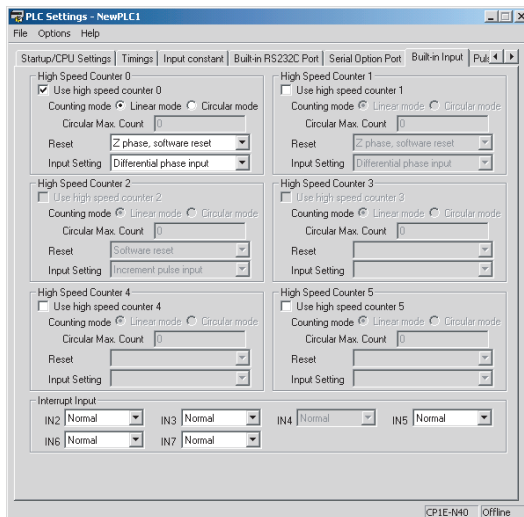 PLC Settings - NewPLC1
File Options Help
Startup/CPU Settings Timings Input constant Built-in RS232C Port Serial Option Port Built-in Input
High Speed Counter 0
Use high speed counter 0
Counting mode Linear mode Circular mode
Circular Max. Count 0
Reset Z phase, software reset
Input Setting Differential phase input
High Speed Counter 1
Use high speed counter 1
Counting mode Linear mode Circular mode
Circular Max. Count 0
Reset Z phase, software reset
Input Setting Differential phase input
High Speed Counter 2
Use high speed counter 2
Counting mode Linear mode Circular mode
Circular Max. Count 0
Reset Software reset
Input Setting Increment pulse input
High Speed Counter 3
Use high speed counter 3
Counting mode Linear mode Circular mode
Circular Max. Count 0
Reset
Input Setting
High Speed Counter 4
Use high speed counter 4
Counting mode Linear mode Circular mode
Circular Max. Count 0
Reset
Input Setting
High Speed Counter 5
Use high speed counter 5
Counting mode Linear mode Circular mode
Circular Max. Count 0
Reset
Input Setting
Interrupt Input
IN2 Normal IN3 Normal IN4 Normal IN5 Normal
IN6 Normal IN7 Normal
CP1E-N40 Offline